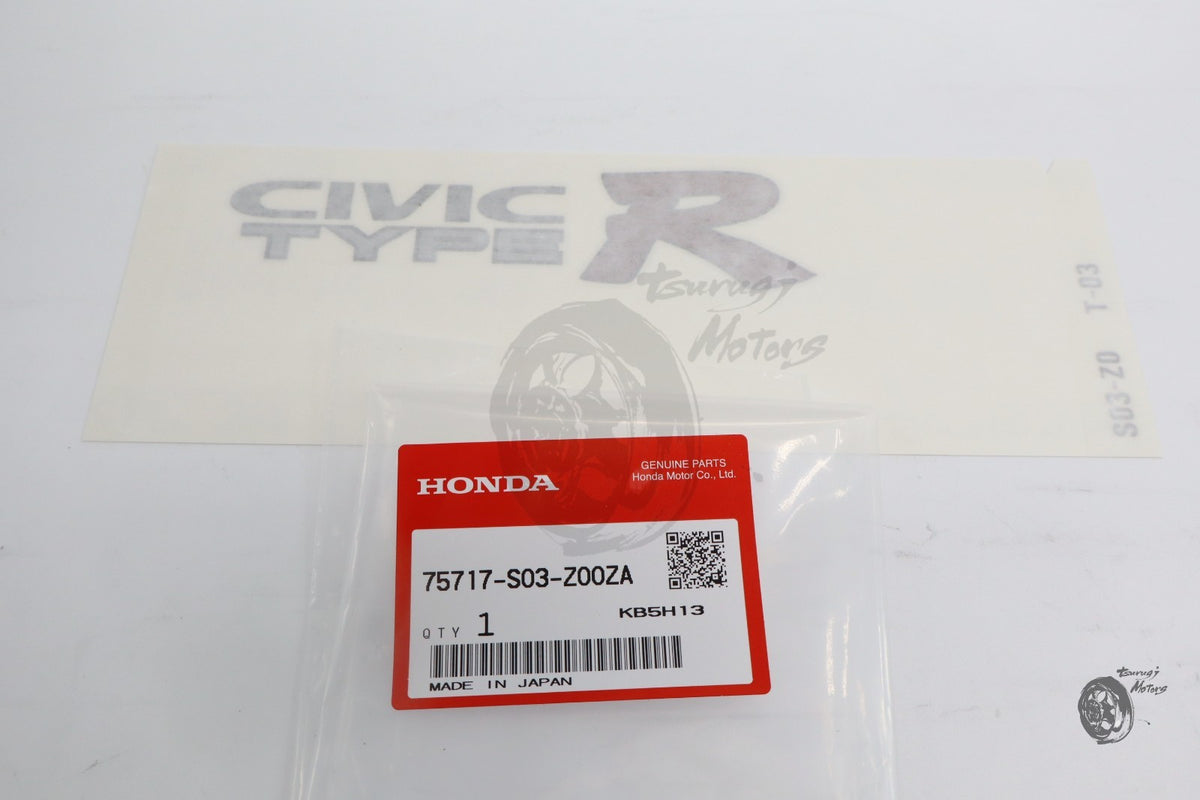 CIVIC
TYPE R
S03-Z0 T-03
tsurugi
Motors
HONDA
GENUINE PARTS
Honda Motor Co., Ltd.
75717-S03-Z00ZA
KB5H13
QTY 1
MADE IN JAPAN
tsurugi
Motors